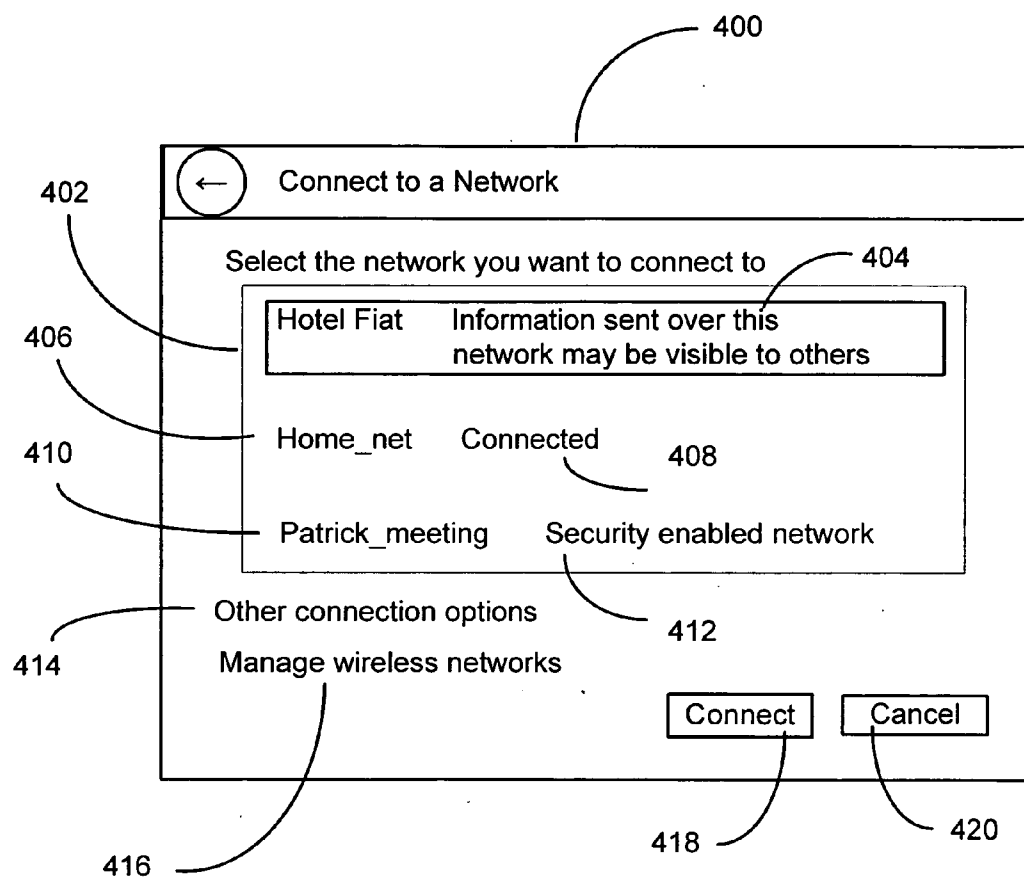 400
← Connect to a Network
402
Select the network you want to connect to
404
Hotel Fiat Information sent over this
network may be visible to others
406
Home_net Connected
408
410
Patrick_meeting Security enabled network
412
Other connection options
414
Manage wireless networks
416
Connect Cancel
418
420